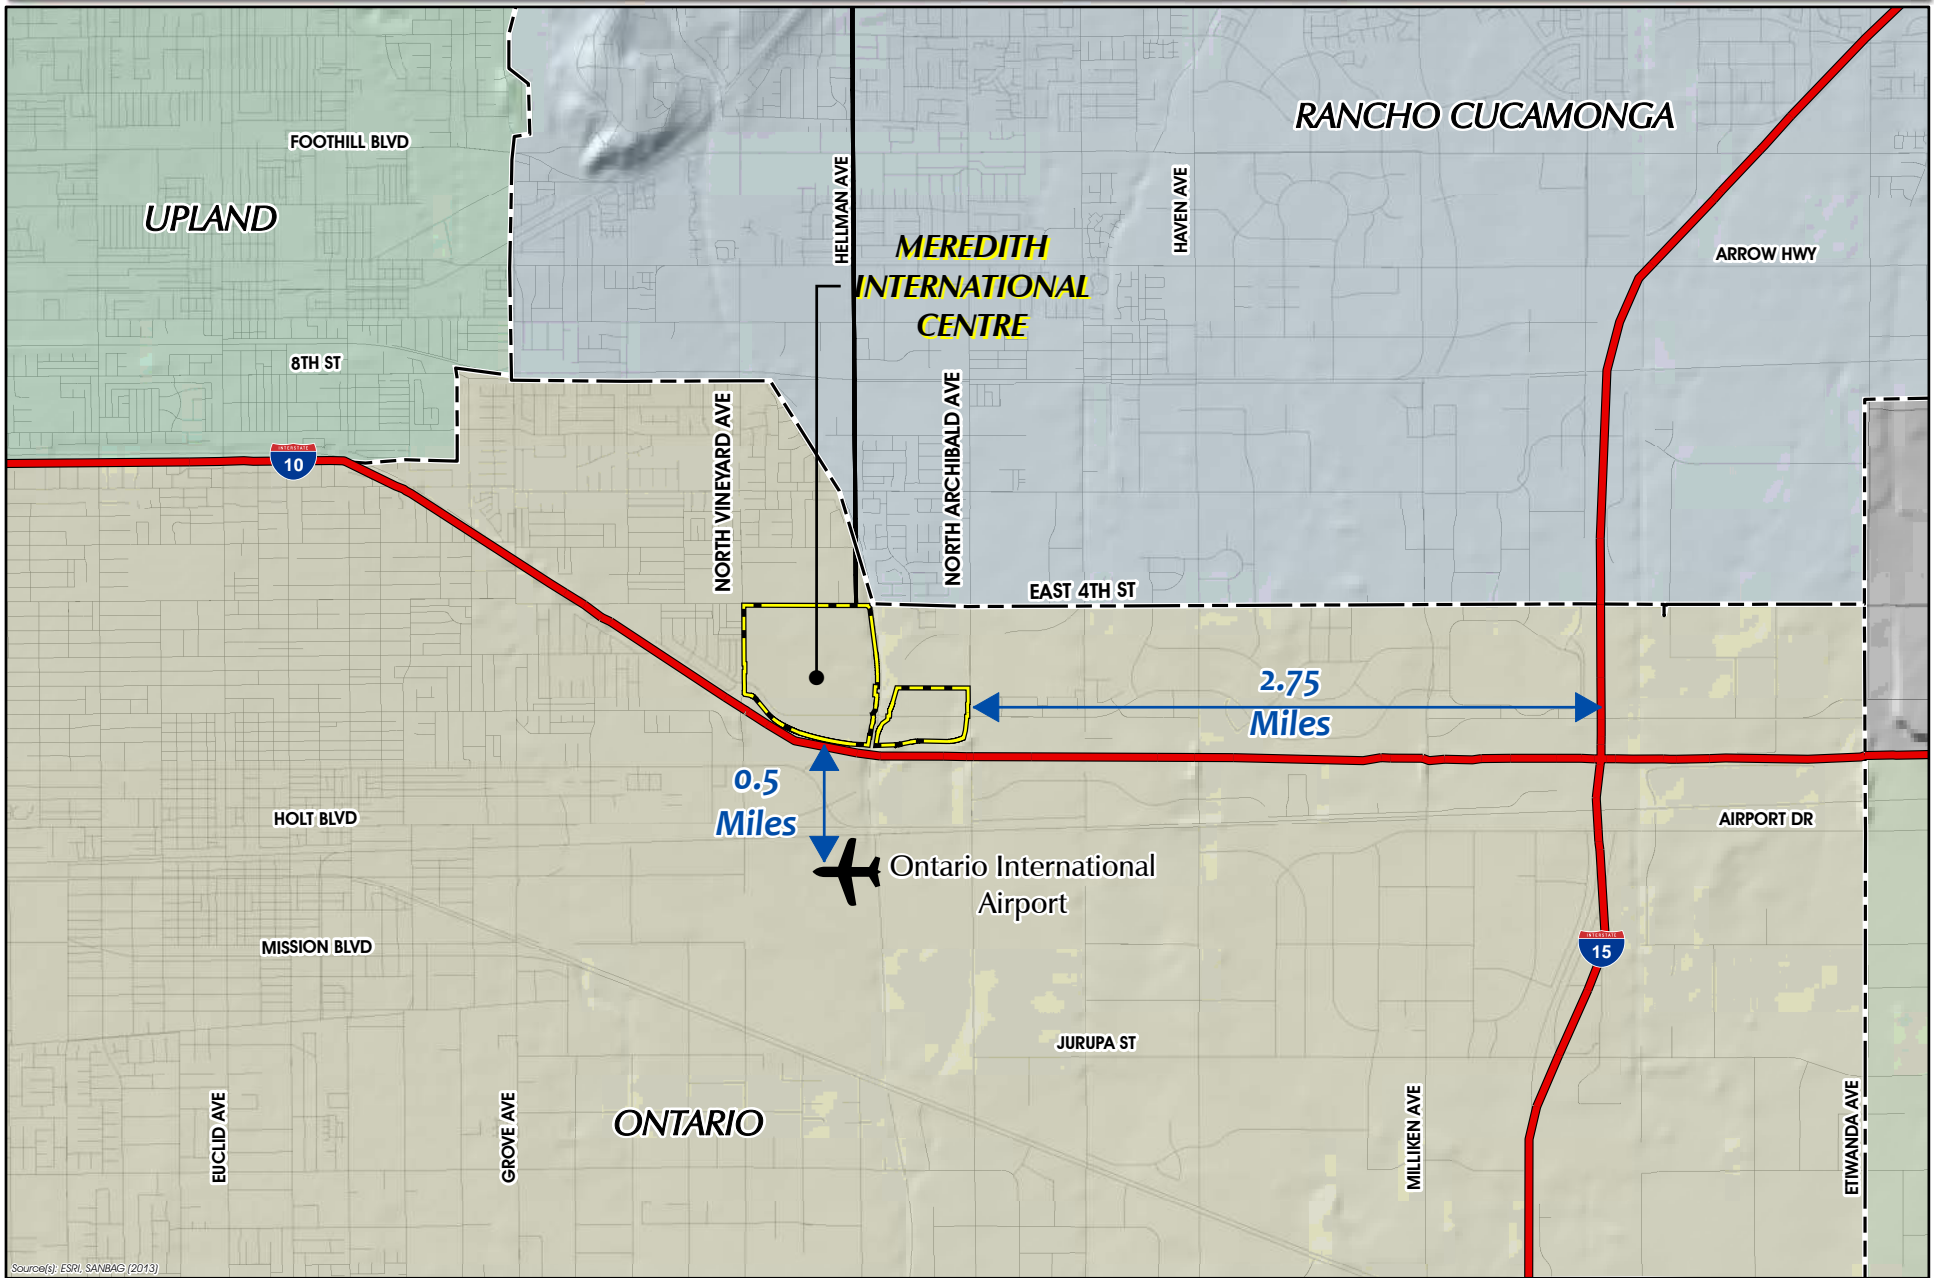 RANCHO CUCAMONGA
FOOTHILL BLVD
UPLAND
HELLMAN AVE
HAVEN AVE
MEREDITH
INTERNATIONAL
CENTRE
ARROW HWY
8TH ST
NORTH VINEYARD AVE
NORTH ARCHIBALD AVE
INTERSTATE
10
EAST 4TH ST
2.75
Miles
0.5
Miles
HOLT BLVD
AIRPORT DR
Ontario International
Airport
MISSION BLVD
INTERSTATE
15
JURUPA ST
EUCLID AVE
GROVE AVE
ONTARIO
MILLIKEN AVE
ETIWANDA AVE
Source(s): ESRI, SANBAG (2013)